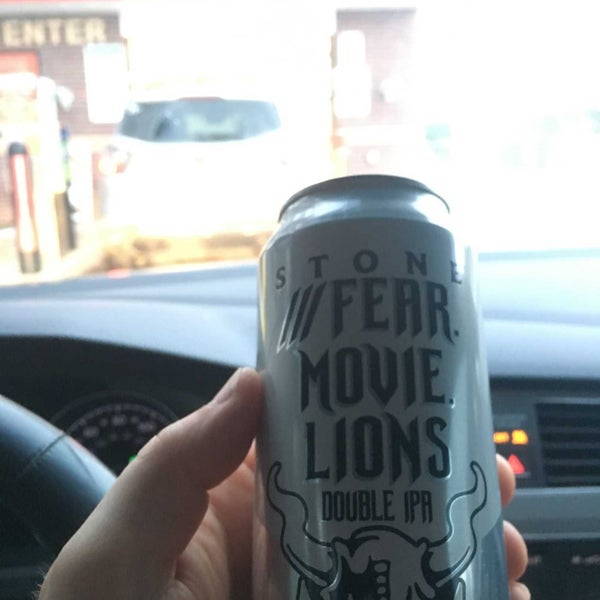 ENTER
STONE
///FEAR.
MOVIE.
LIONS
DOUBLE IPA